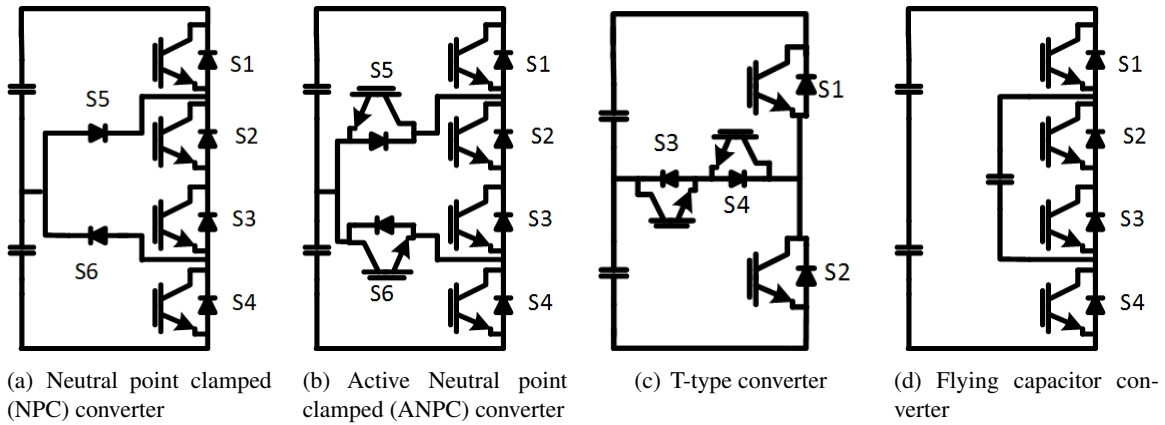 S1
S5
S2
S3
S6
S4
(a) Neutral point clamped
(NPC) converter
S5
S1
S2
S3
S6
S4
(b) Active Neutral point
clamped (ANPC) converter
S1
S3
S4
S2
(c) T-type converter
S1
S2
S3
S4
(d) Flying capacitor con-
verter